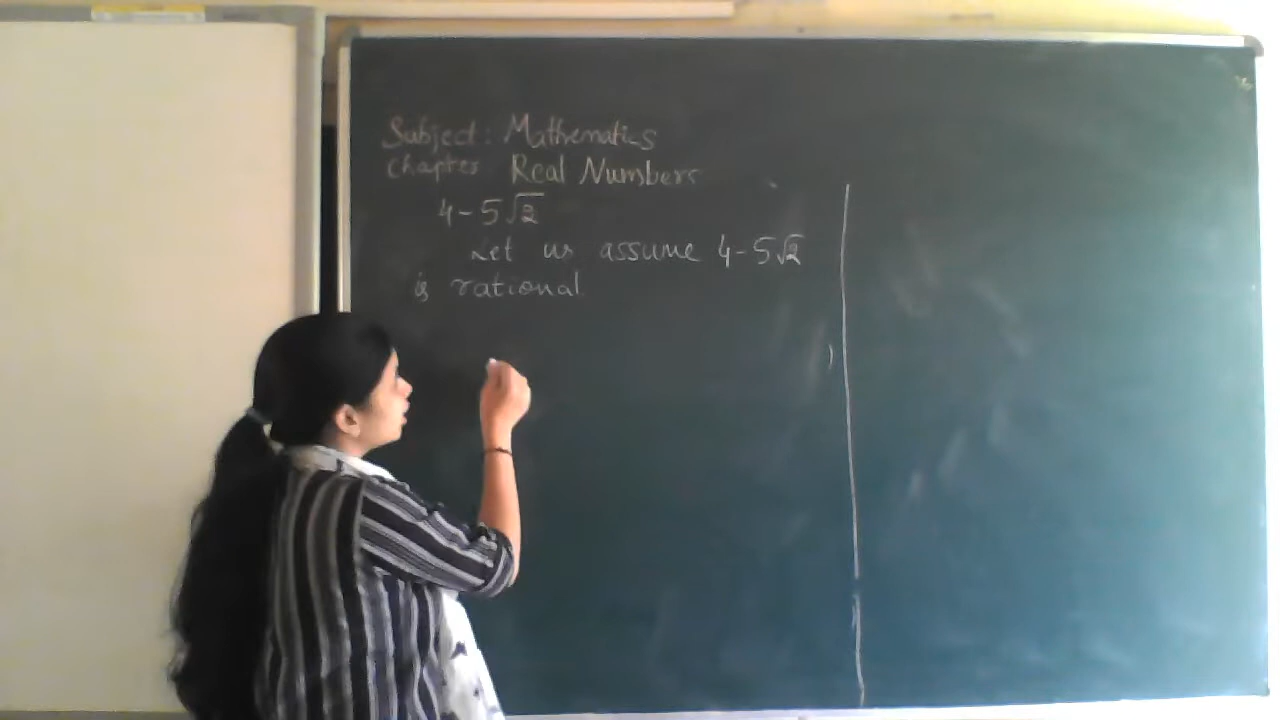 Subject: Mathematics
Chapter Real Numbers
4-5√2
Let us assume 4-5√2
is rational